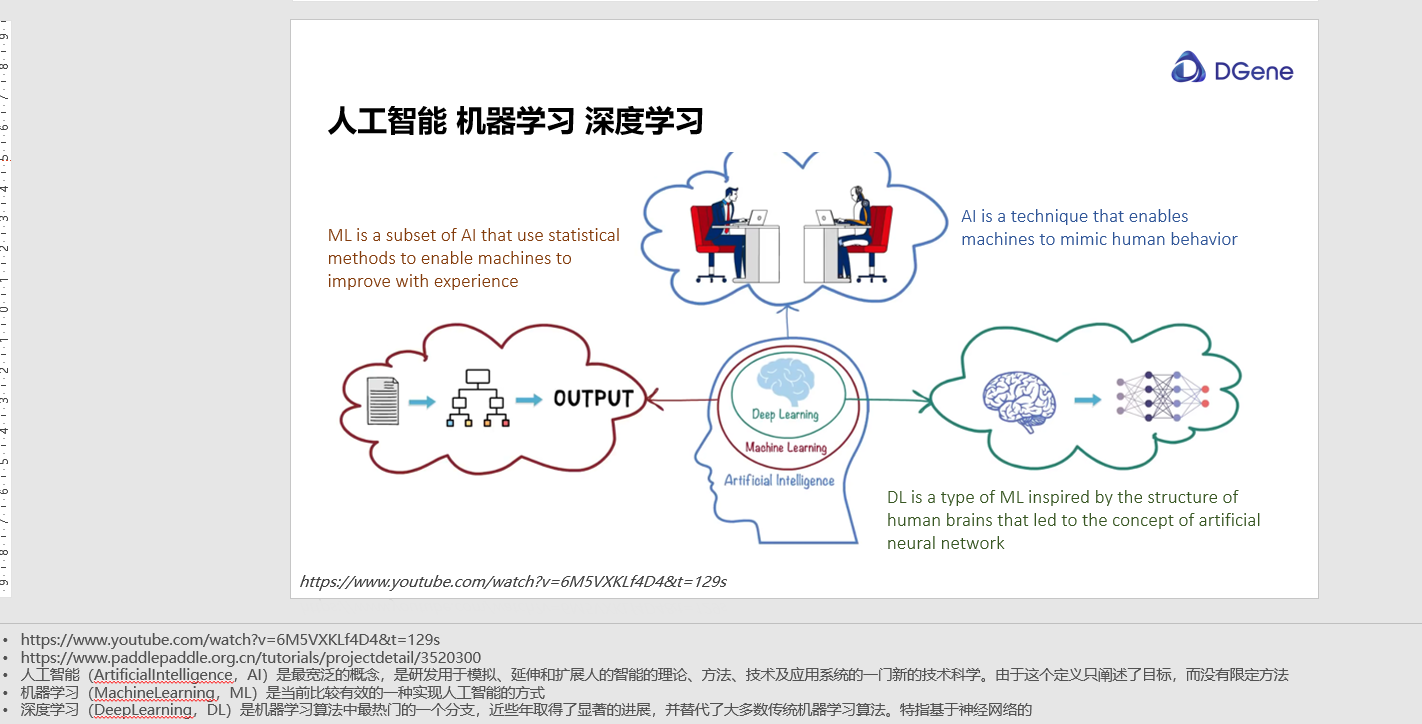 DGene
人工智能 机器学习 深度学习
AI is a technique that enables
machines to mimic human behavior
ML is a subset of AI that use statistical
methods to enable machines to
improve with experience
OUTPUT
Deep Learning
Machine Learning
Artificial Intelligence
DL is a type of ML inspired by the structure of
human brains that led to the concept of artificial
neural network
https://www.youtube.com/watch?v=6M5VXKLf4D4&t=129s
• https://www.youtube.com/watch?v=6M5VXKLf4D4&t=129s
• https://www.paddlepaddle.org.cn/tutorials/projectdetail/3520300
• 人工智能（ArtificialIntelligence，AI）是最宽泛的概念，是研发用于模拟、延伸和扩展人的智能的理论、方法、技术及应用系统的一门新的技术科学。由于这个定义只阐述了目标，而没有限定方法
• 机器学习（MachineLearning，ML）是当前比较有效的一种实现人工智能的方式
• 深度学习（DeepLearning，DL）是机器学习算法中最热门的一个分支，近些年取得了显著的进展，并替代了大多数传统机器学习算法。特指基于神经网络的